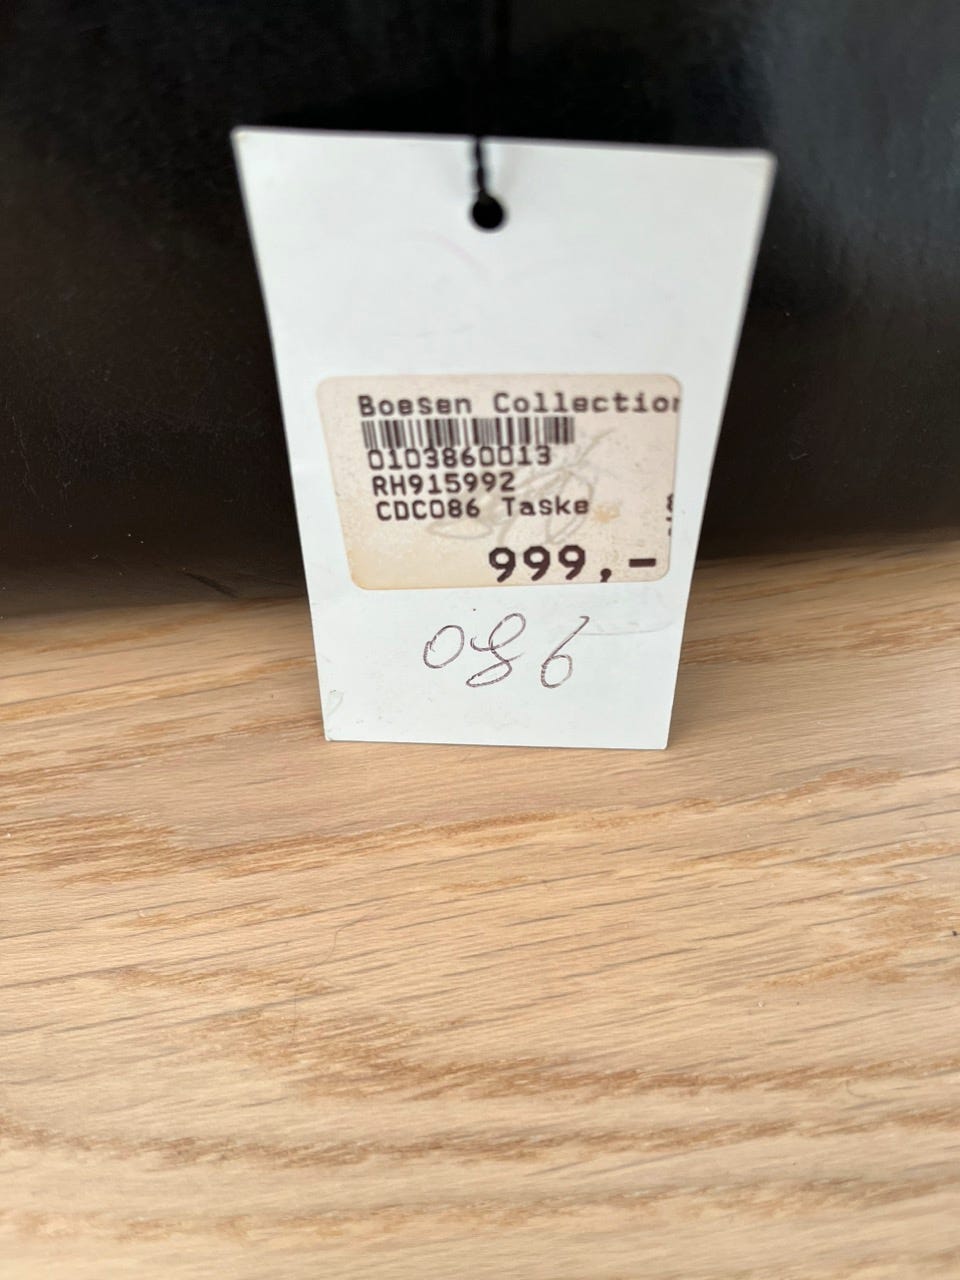 Boesen Collection
0103860013
RH915992
CDC086 Taske
999,-
086